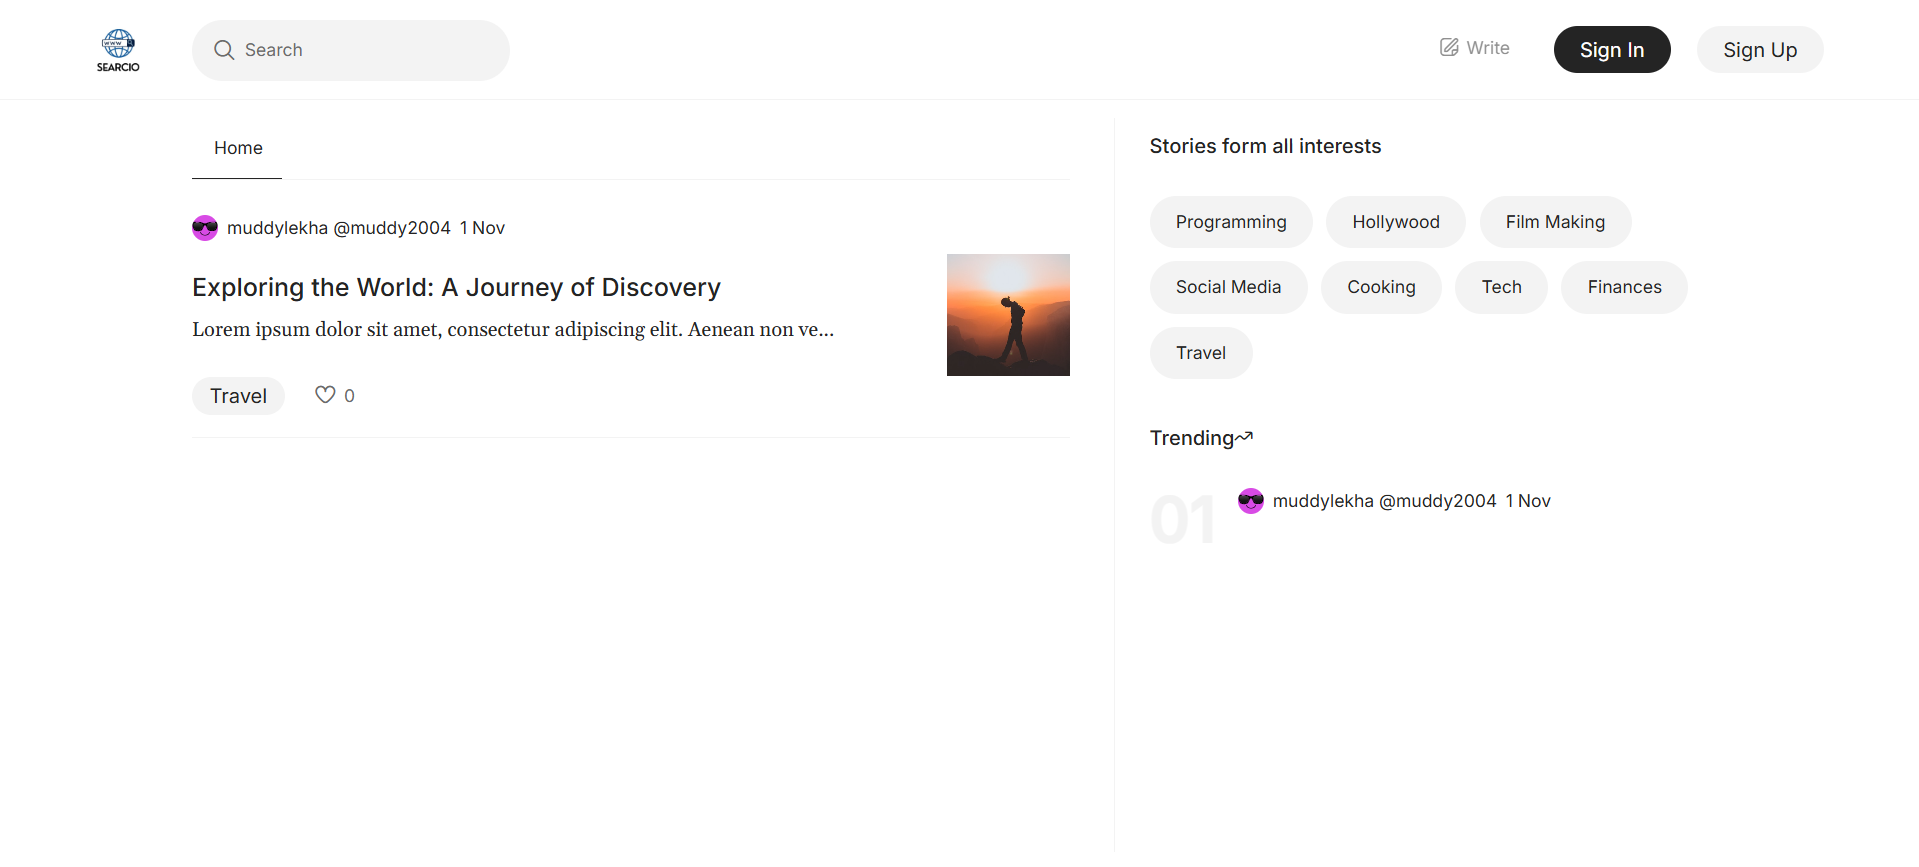 WWW
SEARCIO
Search
Write
Sign In
Sign Up
Home
muddylekha @muddy2004 1 Nov
Exploring the World: A Journey of Discovery
Lorem ipsum dolor sit amet, consectetur adipiscing elit. Aenean non ve...
Travel
0
Stories form all interests
Programming
Hollywood
Film Making
Social Media
Cooking
Tech
Finances
Travel
Trending
01
muddylekha @muddy2004 1 Nov